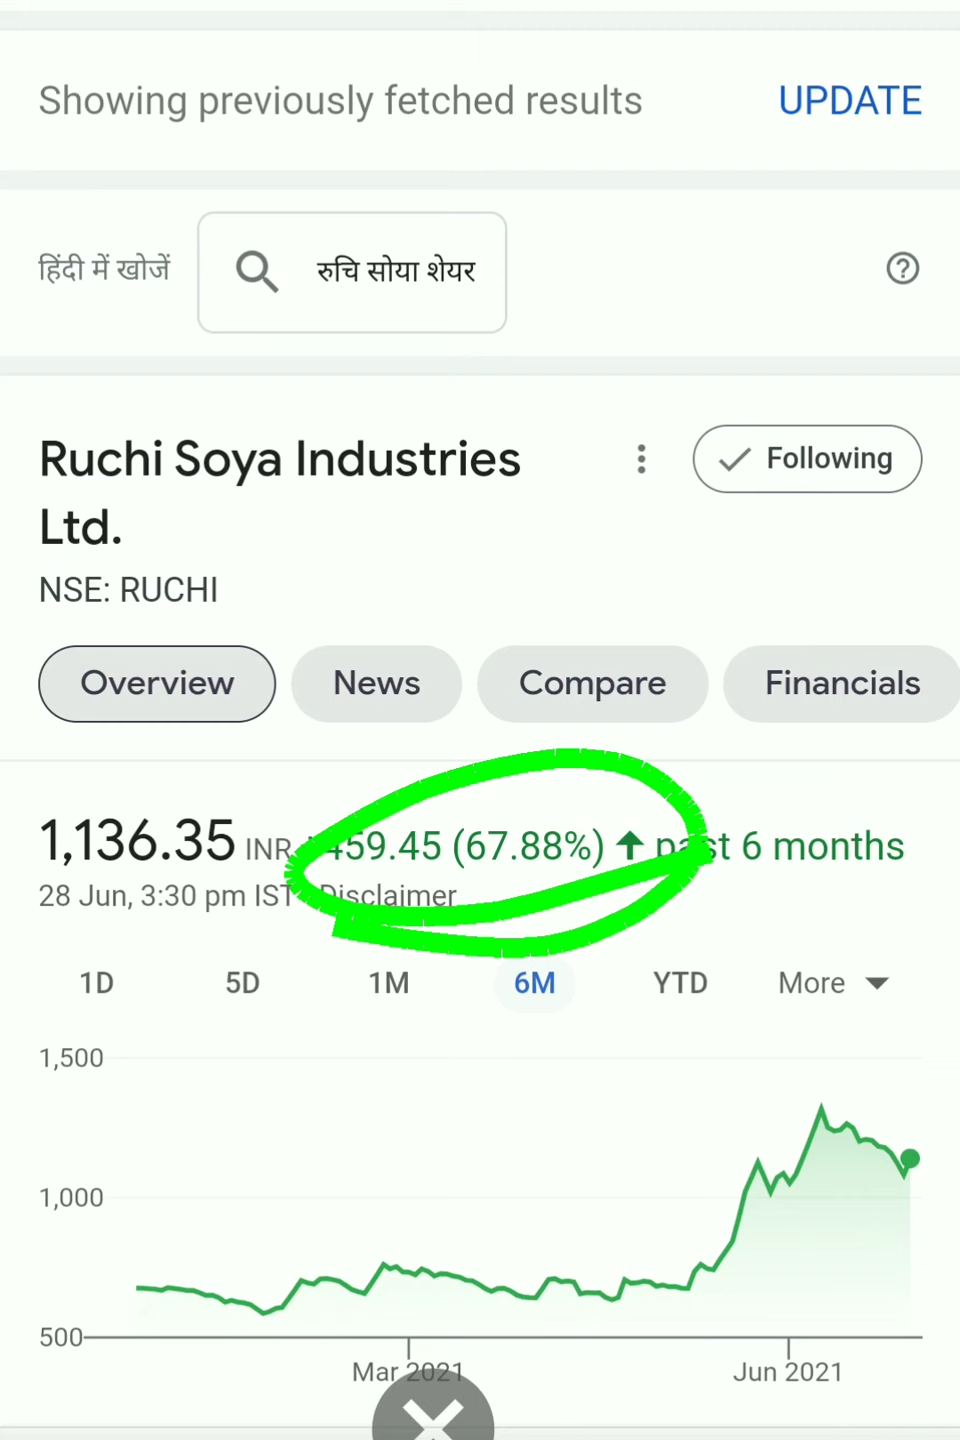 Showing previously fetched results UPDATE
हिंदी में खोजें रुचि सोया शेयर
Ruchi Soya Industries
Ltd.
Following
NSE: RUCHI
Overview News Compare Financials
1,136.35 INR 459.45 (67.88%) ↑ past 6 months
28 Jun, 3:30 pm IST Disclaimer
1D 5D 1M 6M YTD More
1,500
1,000
500
Mar 2021 Jun 2021